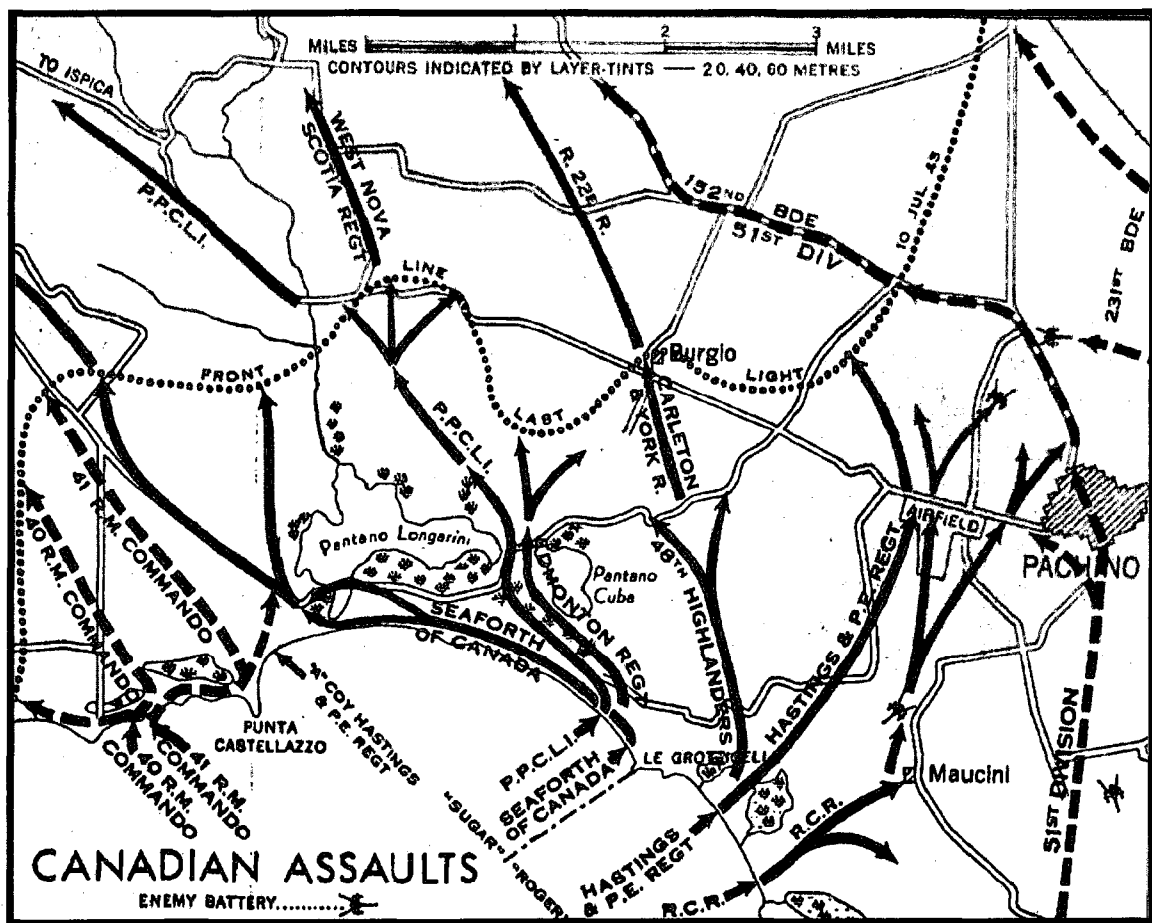 MILES 1 2 3 MILES
CONTOURS INDICATED BY LAYER-TINTS — 20, 40, 60 METRES
TO ISPICA
P.P.C.L.I.
WEST NOVA
SCOTIA REGT
R. 22E R.
152ND BDE
51ST DIV
10 JUL 43
231ST BDE
LINE
FRONT
LAST
LIGHT
Burgio
CARLETON
& YORK R.
P.P.C.L.I.
41 R.M. COMMANDO
40 R.M. COMMANDO
Pantano Longarini
Pantano
Cuba
EDMONTON REGT
SEAFORTH
OF CANADA
48TH HIGHLANDERS
HASTINGS & P.E. REGT
AIRFIELD
PACHINO
PUNTA
CASTELLAZZO
"A" COY HASTINGS
& P.E. REGT
41 R.M.
COMMANDO
40 R.M.
COMMANDO
P.P.C.L.I.
SEAFORTH
OF CANADA
LE GROTTICELLE
Maucini
51ST DIVISION
"SUGAR"
"ROGER"
HASTINGS
& P.E. REGT
R.C.R.
R.C.R.
CANADIAN ASSAULTS
ENEMY BATTERY...........